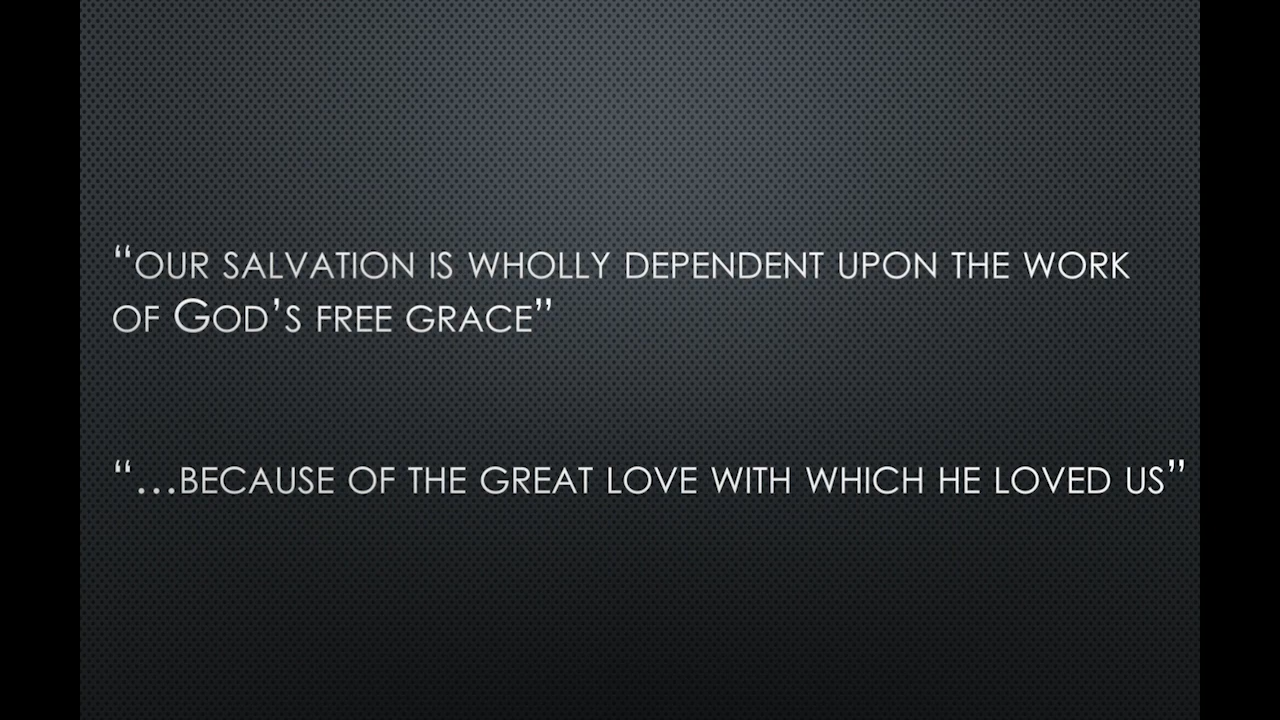 “our salvation is wholly dependent upon the work
of God’s free grace”
“…because of the great love with which he loved us”